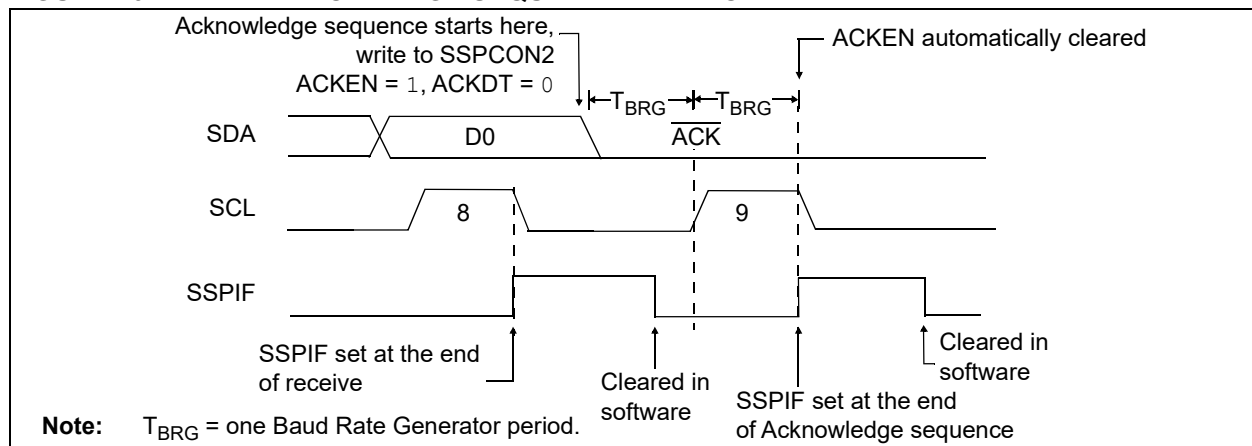 Acknowledge sequence starts here,
write to SSPCON2
ACKEN = 1, ACKDT = 0
ACKEN automatically cleared
TBRG
TBRG
SDA
D0
ACK
SCL
8
9
SSPIF
SSPIF set at the end
of receive
Cleared in
software
SSPIF set at the end
of Acknowledge sequence
Cleared in
software
Note: TBRG = one Baud Rate Generator period.